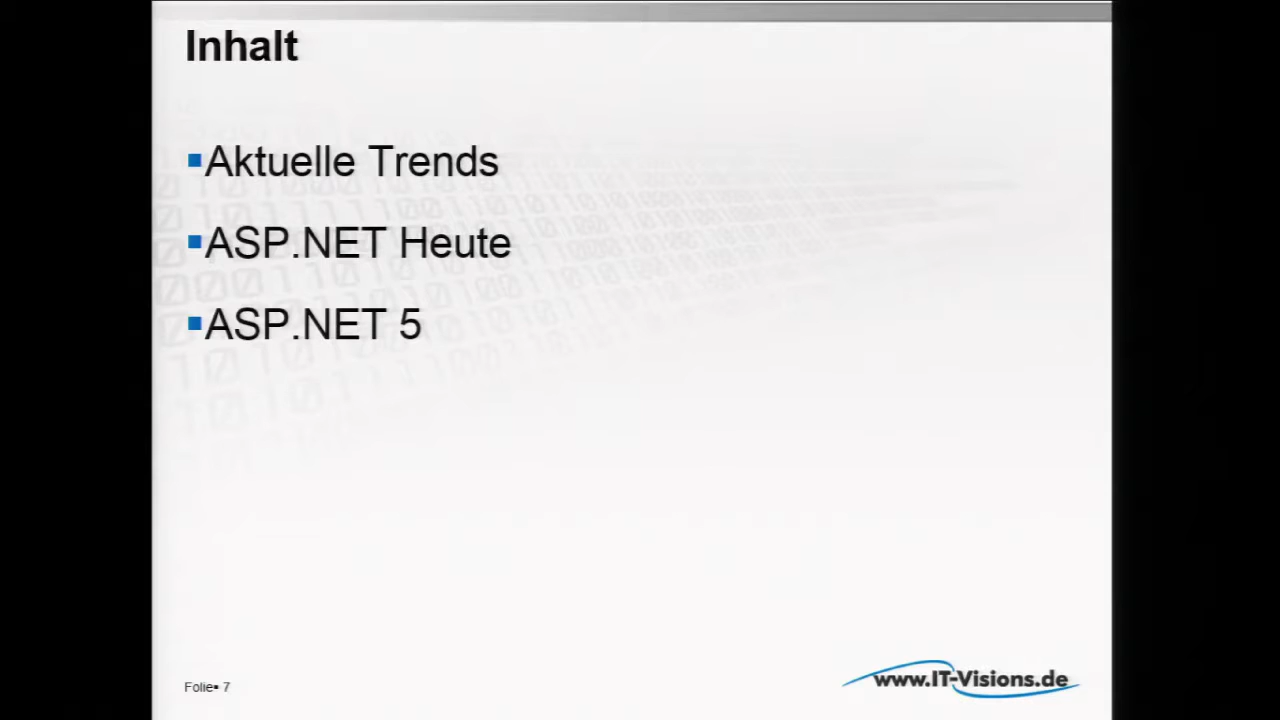 Inhalt
▪Aktuelle Trends
▪ASP.NET Heute
▪ASP.NET 5
Folie▪ 7
www.IT-Visions.de